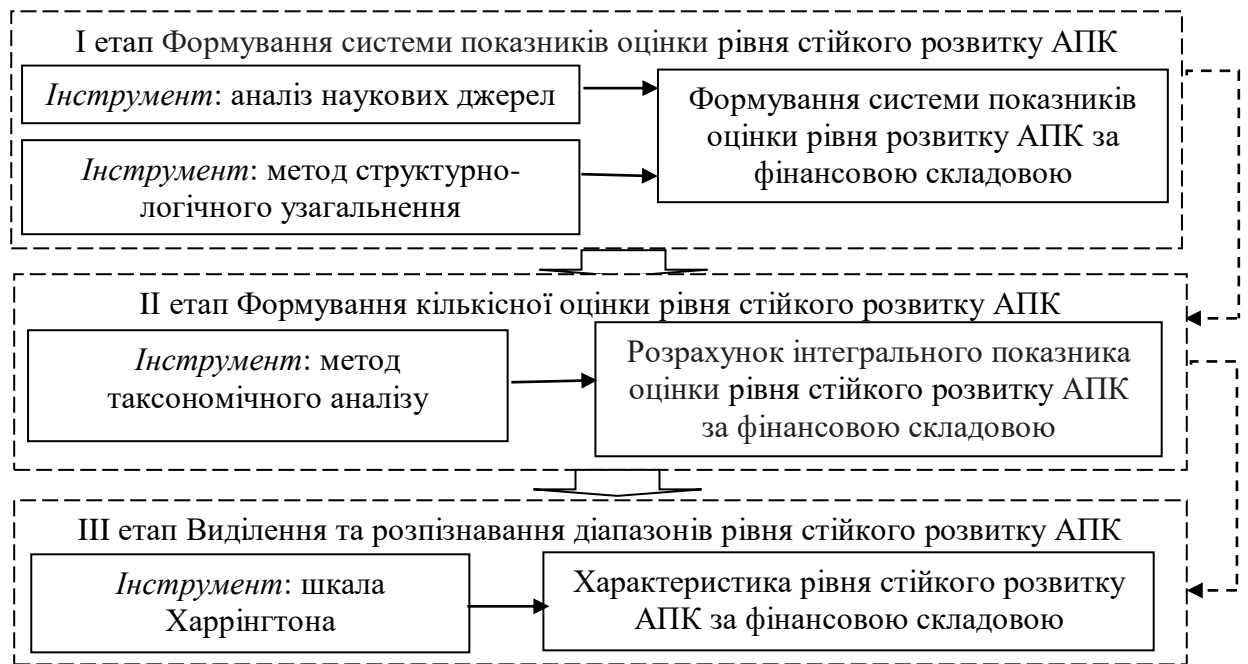 І етап Формування системи показників оцінки рівня стійкого розвитку АПК
Інструмент: аналіз наукових джерел
Інструмент: метод структурно-
логічного узагальнення
Формування системи показників
оцінки рівня розвитку АПК за
фінансовою складовою
ІІ етап Формування кількісної оцінки рівня стійкого розвитку АПК
Інструмент: метод
таксономічного аналізу
Розрахунок інтегрального показника
оцінки рівня стійкого розвитку АПК
за фінансовою складовою
ІІІ етап Виділення та розпізнавання діапазонів рівня стійкого розвитку АПК
Інструмент: шкала
Харрінгтона
Характеристика рівня стійкого розвитку
АПК за фінансовою складовою